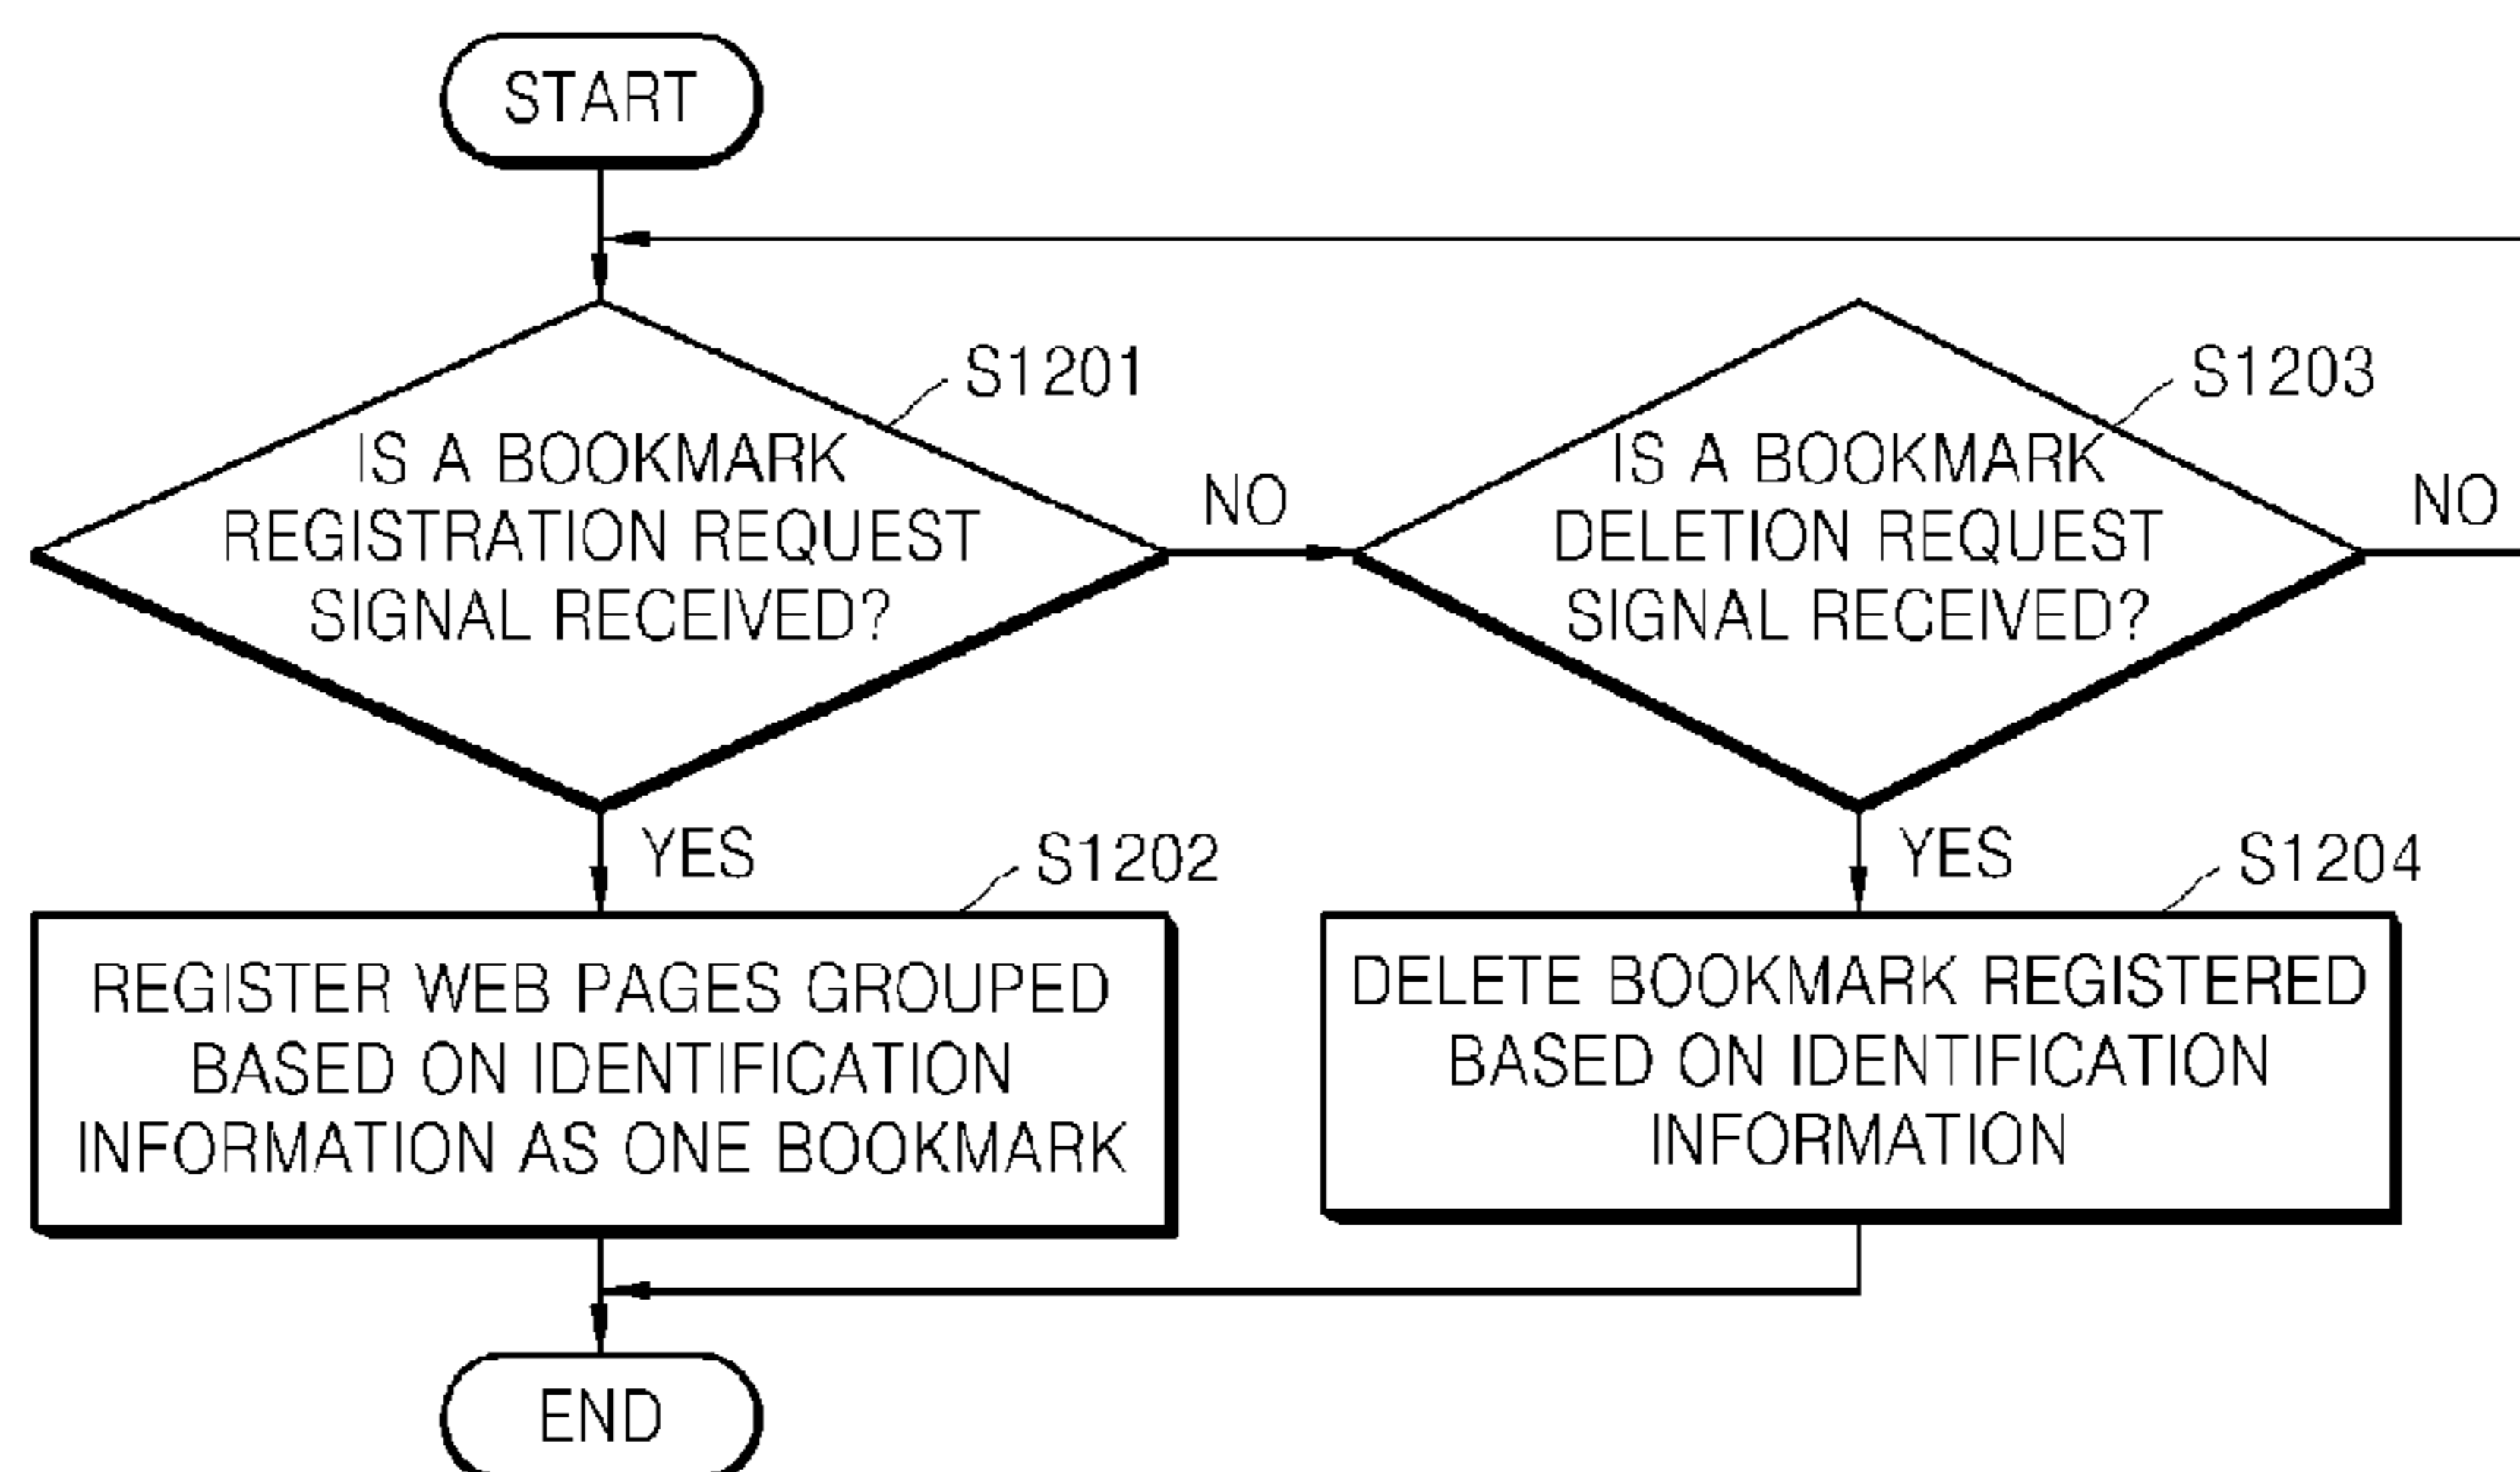 START
S1201
IS A BOOKMARK
REGISTRATION REQUEST
SIGNAL RECEIVED?
NO
S1203
IS A BOOKMARK
DELETION REQUEST
SIGNAL RECEIVED?
NO
YES
S1202
REGISTER WEB PAGES GROUPED
BASED ON IDENTIFICATION
INFORMATION AS ONE BOOKMARK
YES
S1204
DELETE BOOKMARK REGISTERED
BASED ON IDENTIFICATION
INFORMATION
END